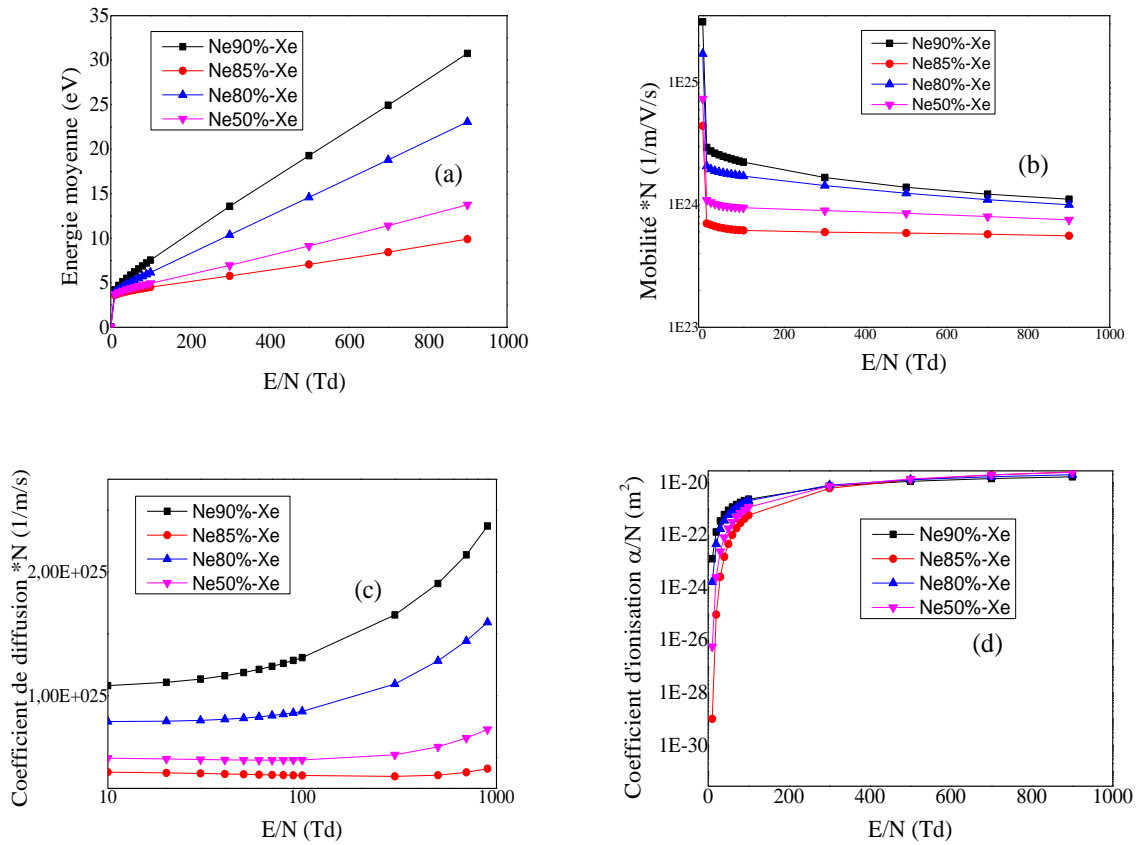 35
30
25
20
15
10
5
0
0
200
400
600
800
1000
Energie moyenne (eV)
E/N (Td)
Ne90%-Xe
Ne85%-Xe
Ne80%-Xe
Ne50%-Xe
(a)
1E25
1E24
1E23
0
200
400
600
800
1000
Mobilité *N (1/m/V/s)
E/N (Td)
Ne90%-Xe
Ne85%-Xe
Ne80%-Xe
Ne50%-Xe
(b)
2,00E+025
1,00E+025
10
100
1000
Coefficient de diffusion *N (1/m/s)
E/N (Td)
Ne90%-Xe
Ne85%-Xe
Ne80%-Xe
Ne50%-Xe
(c)
1E-20
1E-22
1E-24
1E-26
1E-28
1E-30
0
200
400
600
800
1000
Coefficient d'ionisation α/N (m²)
E/N (Td)
Ne90%-Xe
Ne85%-Xe
Ne80%-Xe
Ne50%-Xe
(d)